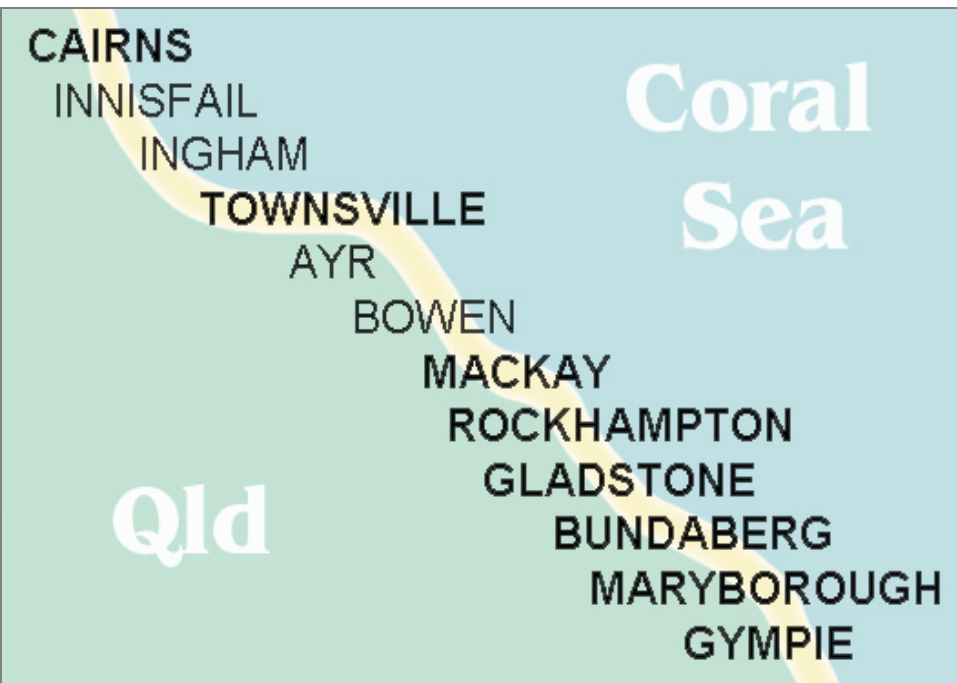 CAIRNS
INNISFAIL
INGHAM
TOWNSVILLE
AYR
BOWEN
MACKAY
ROCKHAMPTON
GLADSTONE
BUNDABERG
MARYBOROUGH
GYMPIE
Coral
Sea
Qld